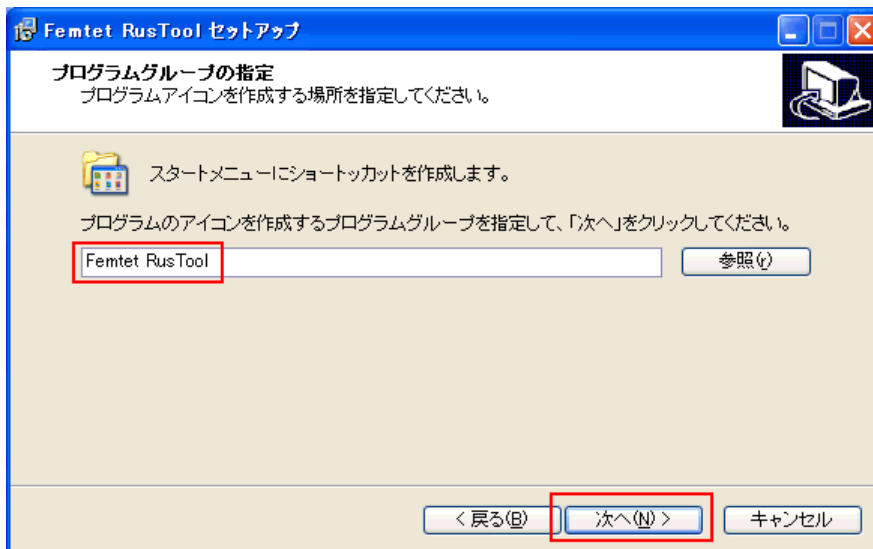 Femtet RusTool セットアップ
プログラムグループの指定
プログラムアイコンを作成する場所を指定してください。
スタートメニューにショートカットを作成します。
プログラムのアイコンを作成するプログラムグループを指定して、「次へ」をクリックしてください。
Femtet RusTool
参照(r)
< 戻る(B)
次へ(N) >
キャンセル